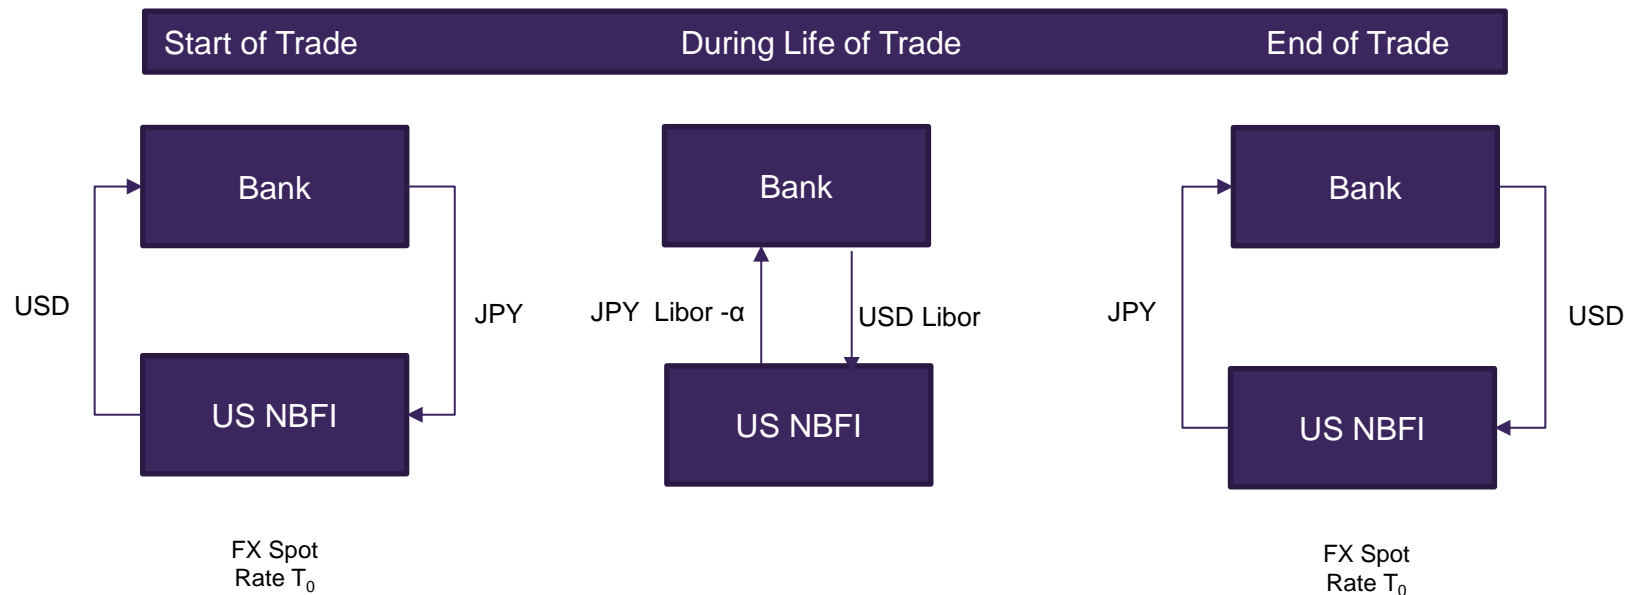 Start of Trade
During Life of Trade
End of Trade
Bank
USD
JPY
US NBFI
FX Spot
Rate T₀
Bank
JPY Libor -α
USD Libor
US NBFI
Bank
JPY
USD
US NBFI
FX Spot
Rate T₀